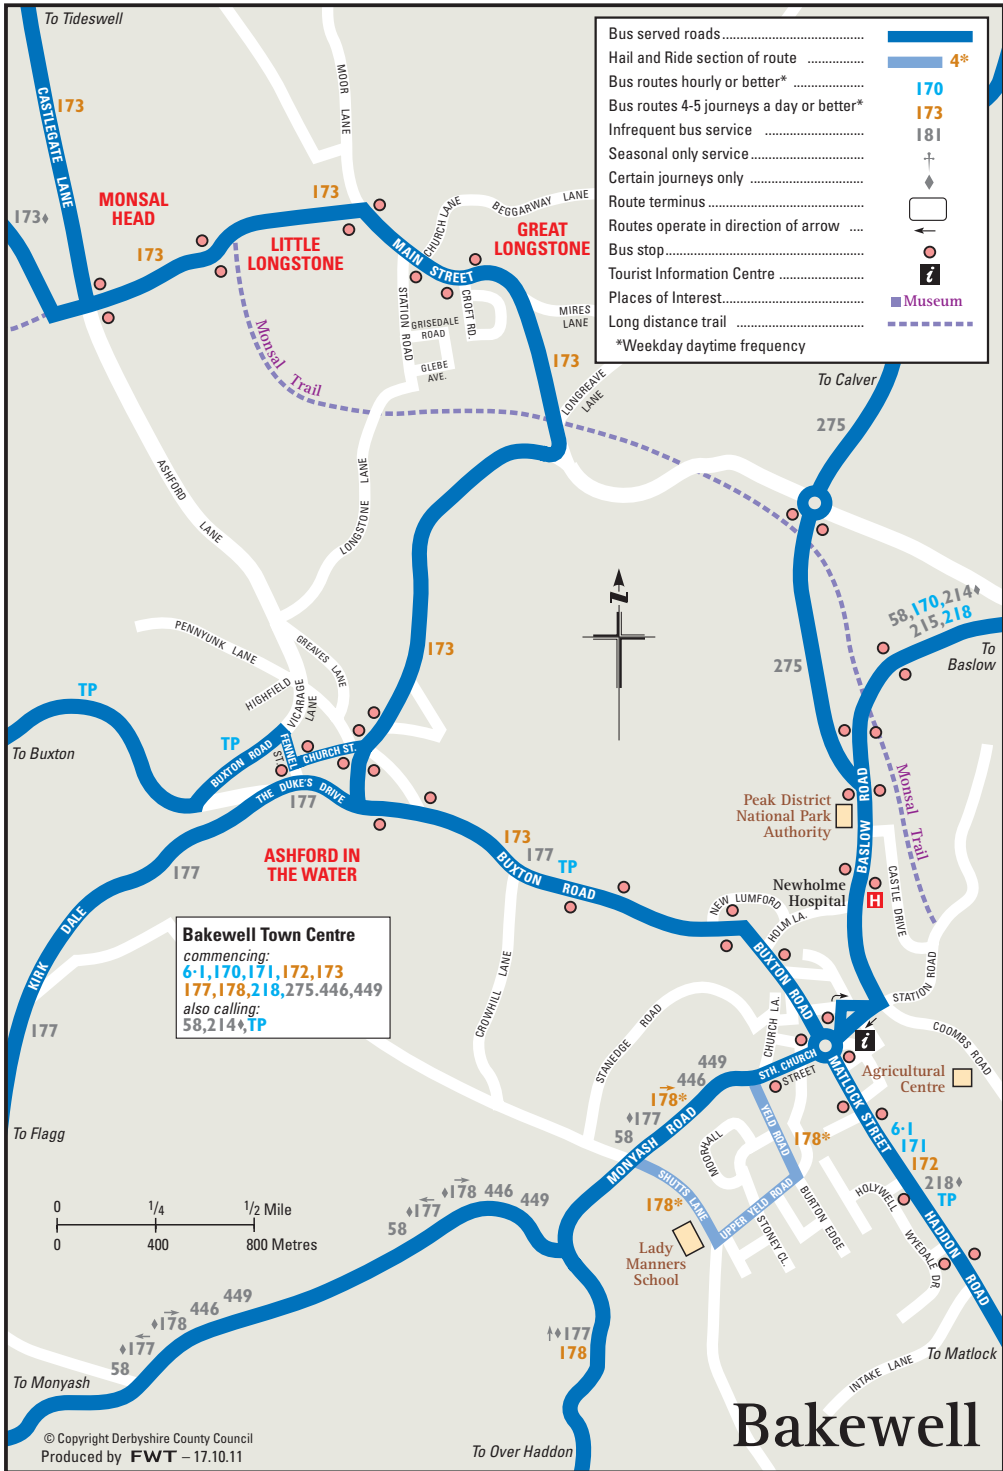 To Tideswell
CASTLEGATE LANE
173
173♦
MONSAL
HEAD
173
173
LITTLE
LONGSTONE
MOOR LANE
CHURCH LANE
BEGGARWAY LANE
GREAT
LONGSTONE
MAIN STREET
STATION ROAD
GRISEDALE
ROAD
CROFT RD.
GLEBE
AVE.
MIRES
LANE
173
LONGREAVE
LANE
Monsal Trail
Bus served roads
Hail and Ride section of route 4*
Bus routes hourly or better* 170
Bus routes 4-5 journeys a day or better* 173
Infrequent bus service 181
Seasonal only service †
Certain journeys only ♦
Route terminus
Routes operate in direction of arrow ←
Bus stop
Tourist Information Centre i
Places of Interest Museum
Long distance trail
*Weekday daytime frequency
To Calver
275
ASHFORD LANE
LONGSTONE LANE
N
58,170,214♦
215,218
To
Baslow
275
PENNYUNK LANE
GREAVES LANE
HIGHFIELD
VICARAGE
LANE
173
TP
To Buxton
TP
BUXTON ROAD
FENNEL
ST.
CHURCH ST.
THE DUKE'S DRIVE
177
177
ASHFORD IN
THE WATER
173
177
TP
BUXTON ROAD
Peak District
National Park
Authority
BASLOW ROAD
Monsal Trail
Newholme
Hospital
H
CASTLE DRIVE
NEW LUMFORD
HOLM LA.
BUXTON ROAD
KIRK DALE
177
Bakewell Town Centre
commencing:
6·1,170,171,172,173
177,178,218,275.446,449
also calling:
58,214♦,TP
CROWHILL LANE
STANEDGE ROAD
CHURCH LA.
STATION ROAD
COOMBS ROAD
i
Agricultural
Centre
STH. CHURCH
STREET
MATLOCK STREET
449
446
178*
♦177
58
MONYASH ROAD
YELD ROAD
178*
6·1
171
172
218♦
TP
To Flagg
MOORHALL
SHUTTS LANE
178*
UPPER YELD ROAD
BURTON EDGE
STONEY CL.
HOLYWELL
WYEDALE DR
HADDON ROAD
Lady
Manners
School
0 1/4 1/2 Mile
0 400 800 Metres
58 ♦177 ♦178 446 449
58 ♦177 ♦178 446 449
♦177
178
To Monyash
INTAKE LANE
To Matlock
To Over Haddon
Bakewell
© Copyright Derbyshire County Council
Produced by FWT – 17.10.11